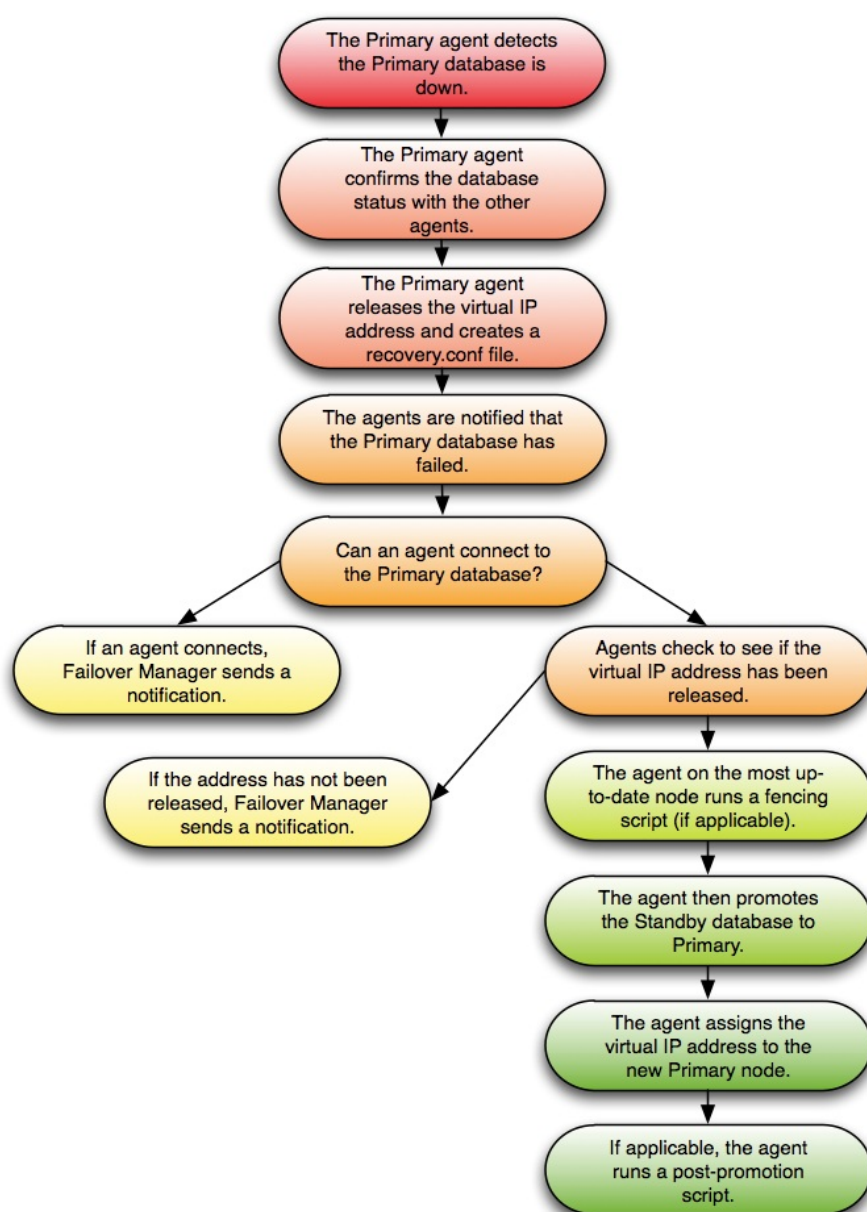 The Primary agent detects
the Primary database is
down.
The Primary agent
confirms the database
status with the other
agents.
The Primary agent
releases the virtual IP
address and creates a
recovery.conf file.
The agents are notified that
the Primary database has
failed.
Can an agent connect to
the Primary database?
If an agent connects,
Failover Manager sends a
notification.
Agents check to see if the
virtual IP address has been
released.
If the address has not been
released, Failover Manager
sends a notification.
The agent on the most up-
to-date node runs a fencing
script (if applicable).
The agent then promotes
the Standby database to
Primary.
The agent assigns the
virtual IP address to the
new Primary node.
If applicable, the agent
runs a post-promotion
script.